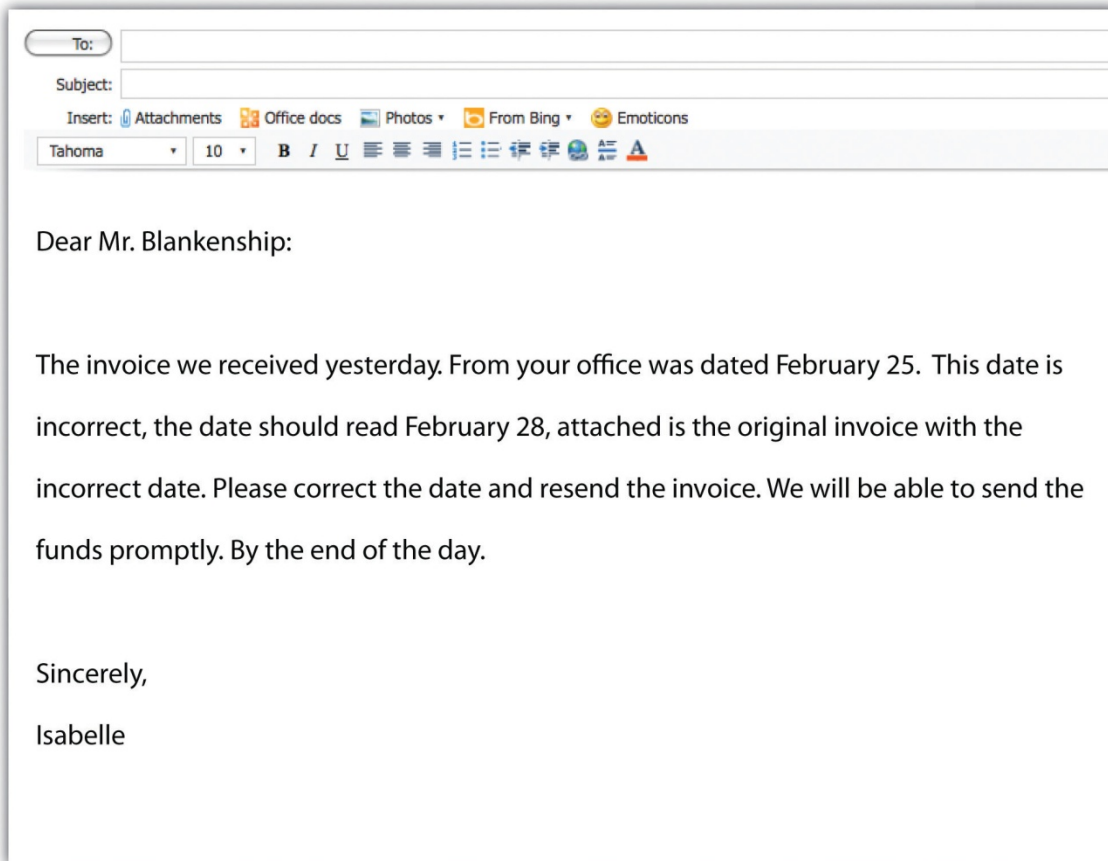 To:
Subject:
Insert: Attachments Office docs Photos From Bing Emoticons
Tahoma 10 B I U A
Dear Mr. Blankenship:
The invoice we received yesterday. From your office was dated February 25.  This date is
incorrect, the date should read February 28, attached is the original invoice with the
incorrect date. Please correct the date and resend the invoice. We will be able to send the
funds promptly. By the end of the day.
Sincerely,
Isabelle